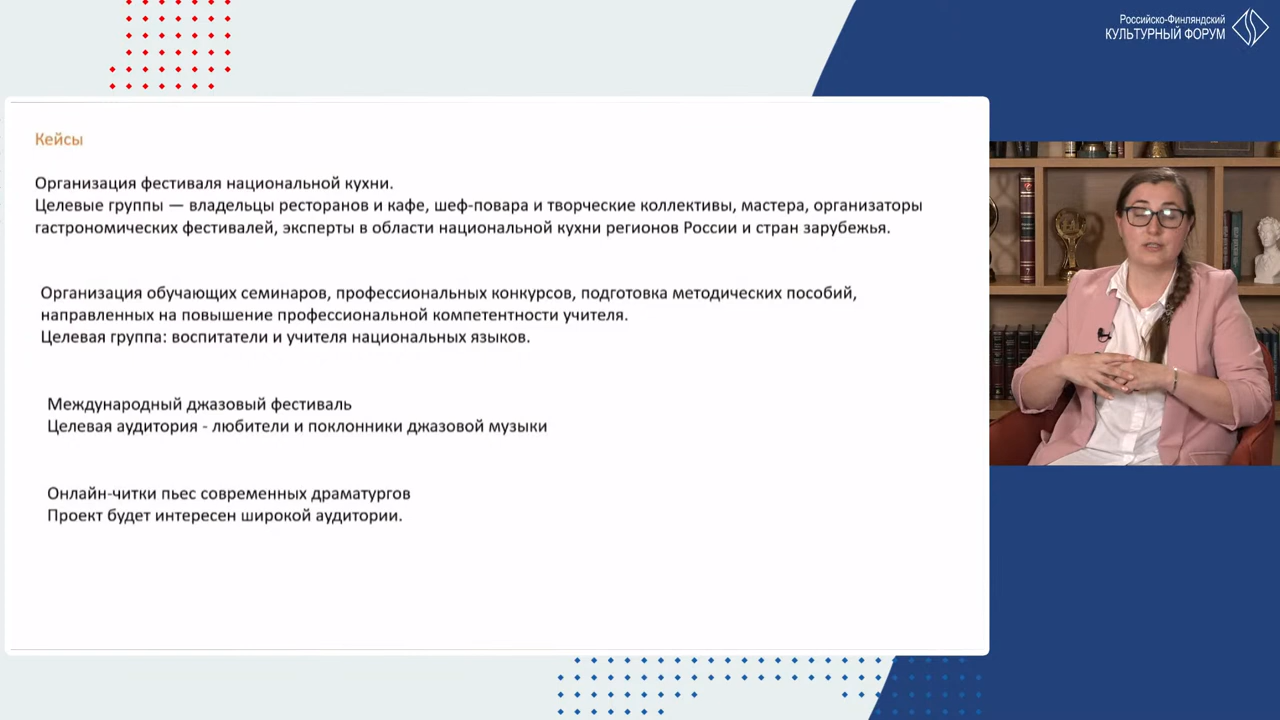 Российско-Финляндский
КУЛЬТУРНЫЙ ФОРУМ
Кейсы
Организация фестиваля национальной кухни.
Целевые группы — владельцы ресторанов и кафе, шеф-повара и творческие коллективы, мастера, организаторы
гастрономических фестивалей, эксперты в области национальной кухни регионов России и стран зарубежья.
Организация обучающих семинаров, профессиональных конкурсов, подготовка методических пособий,
направленных на повышение профессиональной компетентности учителя.
Целевая группа: воспитатели и учителя национальных языков.
Международный джазовый фестиваль
Целевая аудитория - любители и поклонники джазовой музыки
Онлайн-читки пьес современных драматургов
Проект будет интересен широкой аудитории.